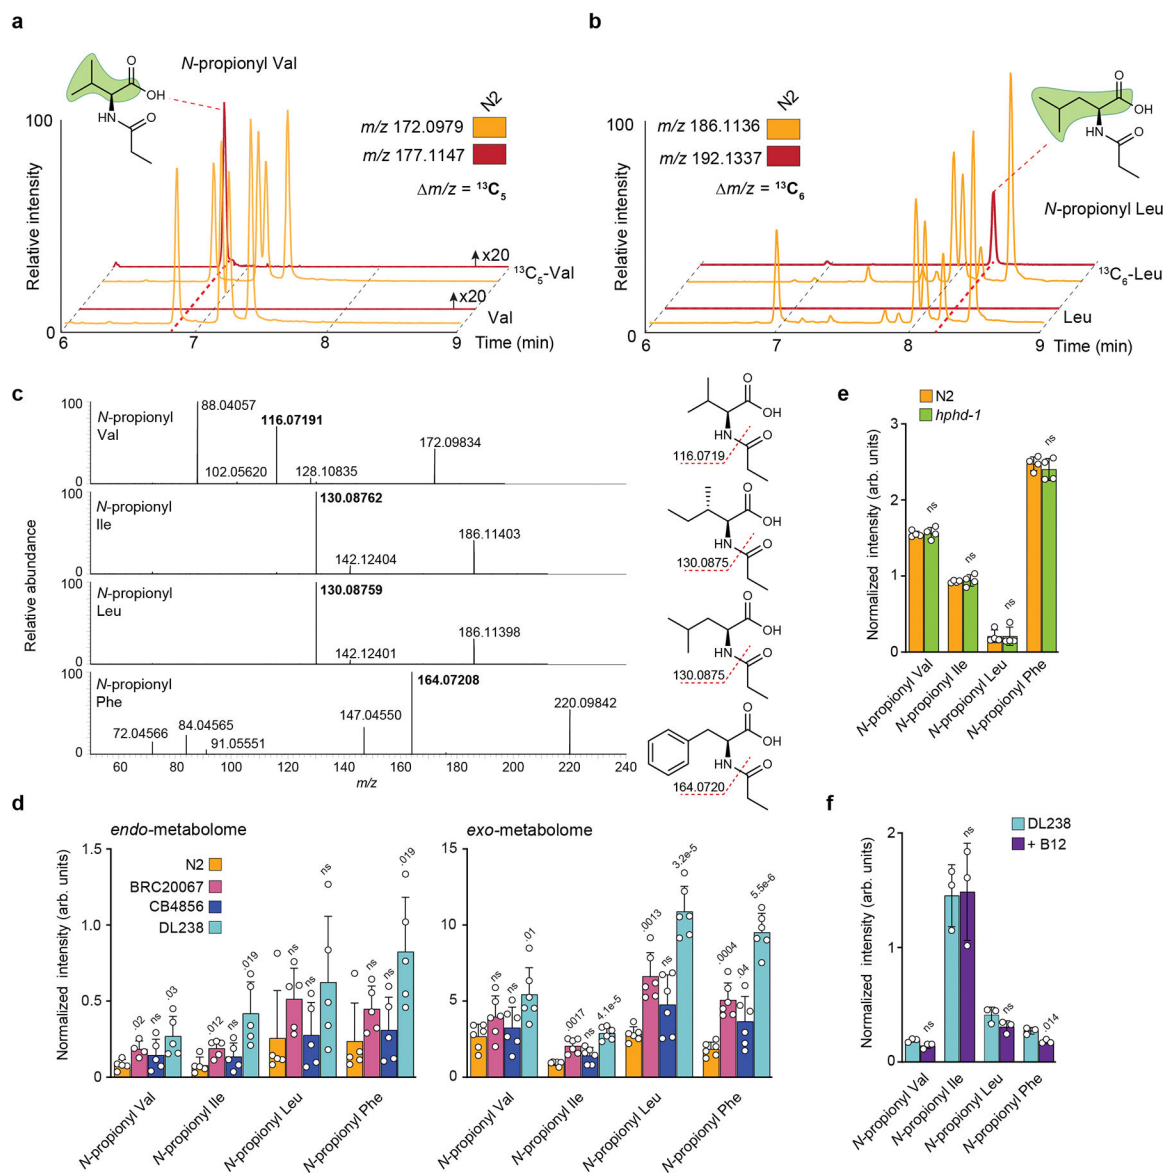 a
N-propionyl Val
O
OH
HN
O
100
Relative intensity
0
N2
m/z 172.0979
m/z 177.1147
Δm/z = ¹³C₅
x20
¹³C₅-Val
x20
Val
6
7
8
9
Time (min)
b
N2
m/z 186.1136
m/z 192.1337
Δm/z = ¹³C₆
O
OH
HN
O
N-propionyl Leu
100
Relative intensity
0
¹³C₆-Leu
Leu
6
7
8
9
Time (min)
c
Relative abundance
100
0
N-propionyl
Val
88.04057
102.05620
116.07191
128.10835
172.09834
100
0
N-propionyl
Ile
130.08762
142.12404
186.11403
100
0
N-propionyl
Leu
130.08759
142.12401
186.11398
100
0
N-propionyl
Phe
72.04566
84.04565
91.05551
147.04550
164.07208
220.09842
60
80
100
120
140
160
180
200
220
240
m/z
O
OH
HN
O
116.0719
O
OH
HN
O
130.0875
O
OH
HN
O
130.0875
O
OH
HN
O
164.0720
e
N2
hphd-1
Normalized intensity (arb. units)
3
2
1
0
ns
ns
ns
ns
N-propionyl Val
N-propionyl Ile
N-propionyl Leu
N-propionyl Phe
d
endo-metabolome
Normalized intensity (arb. units)
1.5
1.0
0.5
0
N2
BRC20067
CB4856
DL238
.02
ns
.03
.012
ns
.019
ns
ns
ns
ns
ns
.019
N-propionyl Val
N-propionyl Ile
N-propionyl Leu
N-propionyl Phe
exo-metabolome
15
10
5
0
ns
ns
.01
.0017
ns
4.1e-5
.0013
ns
3.2e-5
.0004
.04
5.5e-6
N-propionyl Val
N-propionyl Ile
N-propionyl Leu
N-propionyl Phe
f
DL238
+ B12
Normalized intensity (arb. units)
2
1
0
ns
ns
ns
.014
N-propionyl Val
N-propionyl Ile
N-propionyl Leu
N-propionyl Phe